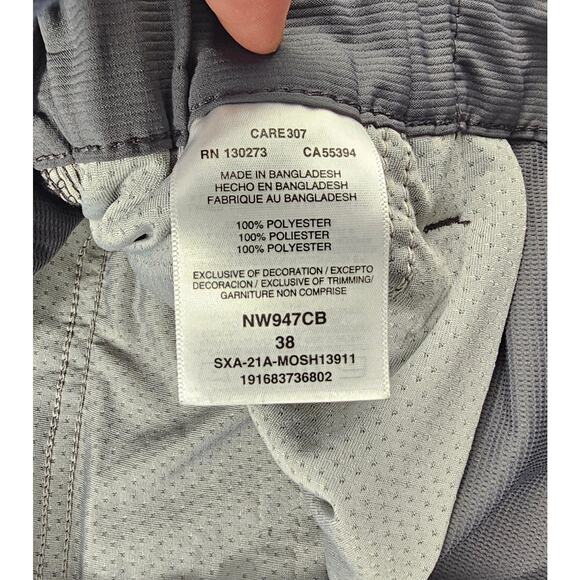 CARE307
RN 130273 CA55394
MADE IN BANGLADESH
HECHO EN BANGLADESH
FABRIQUE AU BANGLADESH
100% POLYESTER
100% POLIESTER
100% POLYESTER
EXCLUSIVE OF DECORATION / EXCEPTO
DECORACION / EXCLUSIVE OF TRIMMING/
GARNITURE NON COMPRISE
NW947CB
38
SXA-21A-MOSH13911
191683736802